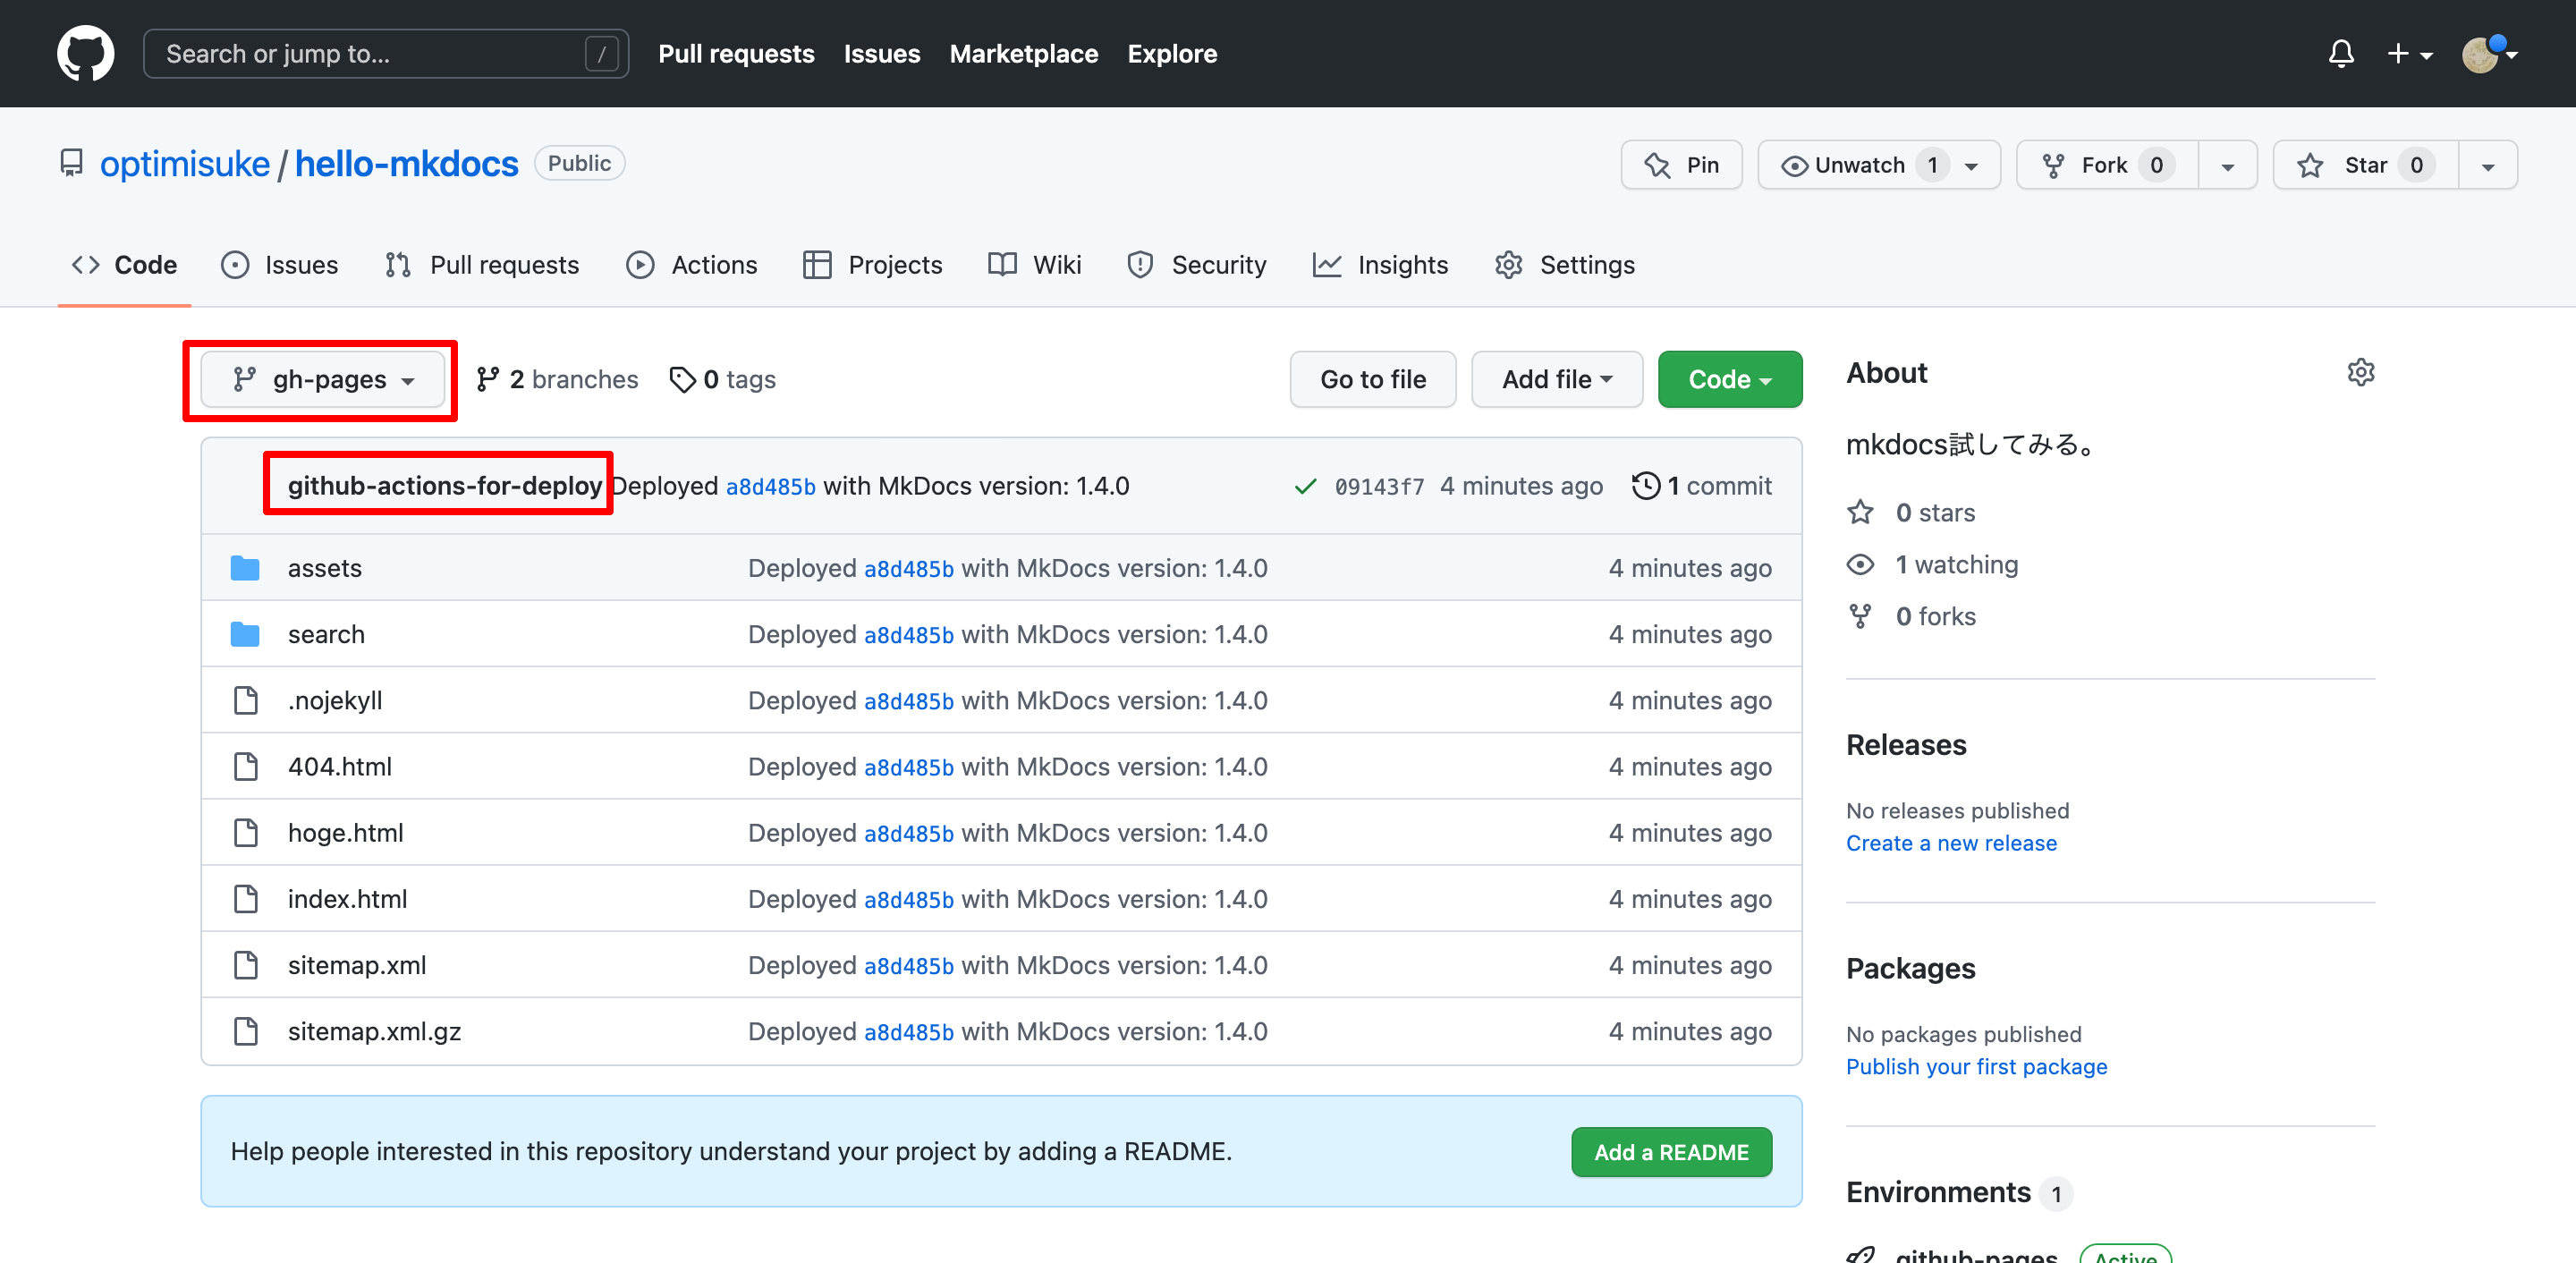 Search or jump to... /
Pull requests Issues Marketplace Explore
optimisuke / hello-mkdocs Public
Pin Unwatch 1 Fork 0 Star 0
Code Issues Pull requests Actions Projects Wiki Security Insights Settings
gh-pages 2 branches 0 tags Go to file Add file Code
github-actions-for-deploy Deployed a8d485b with MkDocs version: 1.4.0 09143f7 4 minutes ago 1 commit
assets Deployed a8d485b with MkDocs version: 1.4.0 4 minutes ago
search Deployed a8d485b with MkDocs version: 1.4.0 4 minutes ago
.nojekyll Deployed a8d485b with MkDocs version: 1.4.0 4 minutes ago
404.html Deployed a8d485b with MkDocs version: 1.4.0 4 minutes ago
hoge.html Deployed a8d485b with MkDocs version: 1.4.0 4 minutes ago
index.html Deployed a8d485b with MkDocs version: 1.4.0 4 minutes ago
sitemap.xml Deployed a8d485b with MkDocs version: 1.4.0 4 minutes ago
sitemap.xml.gz Deployed a8d485b with MkDocs version: 1.4.0 4 minutes ago
Help people interested in this repository understand your project by adding a README. Add a README
About
mkdocs試してみる。
0 stars
1 watching
0 forks
Releases
No releases published
Create a new release
Packages
No packages published
Publish your first package
Environments 1
github-pages Active